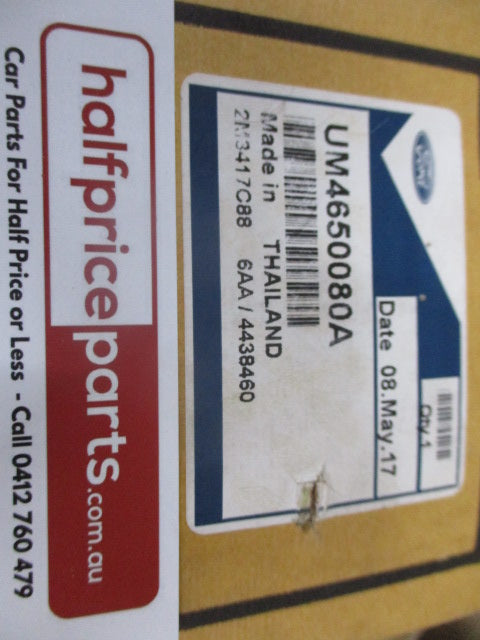 Ford
Qty.1
Date 08.May.17
UM4650080A
Made in THAILAND
2M3417C88 6AA / 4438460
halfpriceparts.com.au
Car Parts For Half Price or Less - Call 0412 760 479